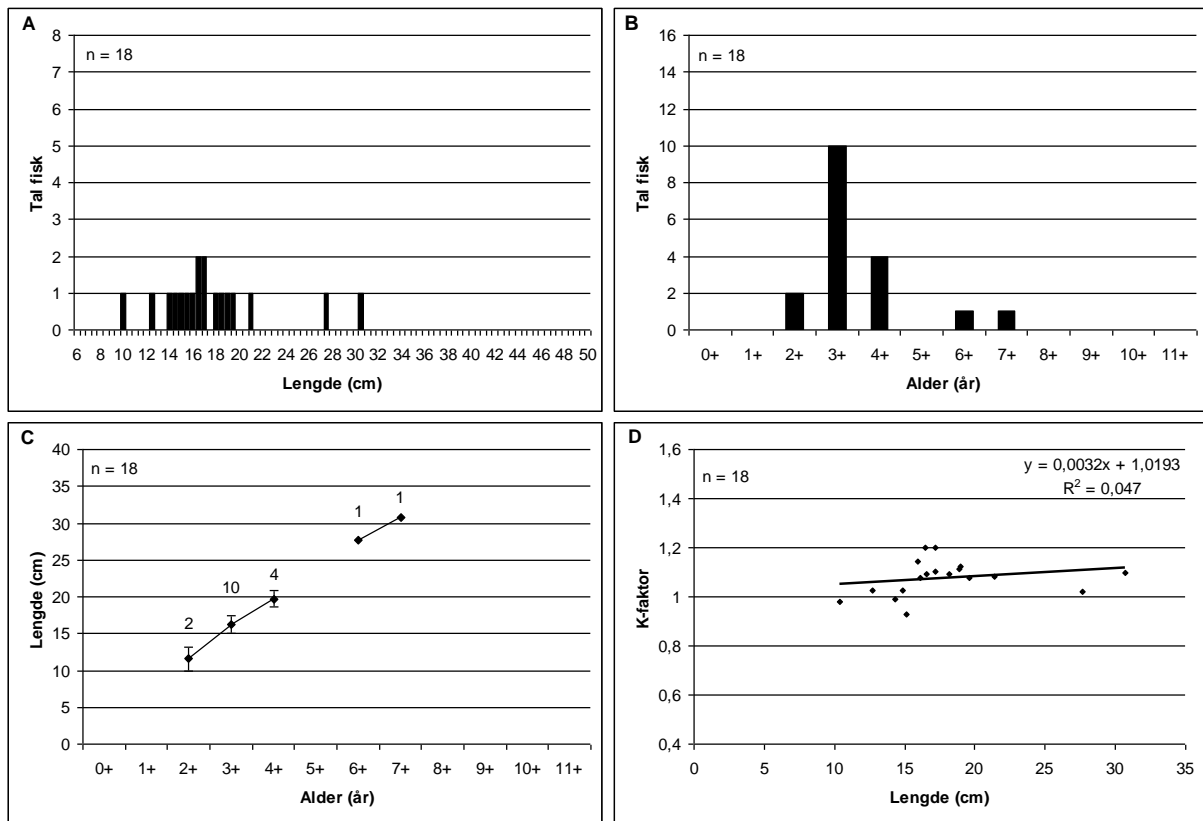 A
n = 18
Tal fisk
8
7
6
5
4
3
2
1
0
6 8 10 12 14 16 18 20 22 24 26 28 30 32 34 36 38 40 42 44 46 48 50
Lengde (cm)
B
n = 18
Tal fisk
16
14
12
10
8
6
4
2
0
0+ 1+ 2+ 3+ 4+ 5+ 6+ 7+ 8+ 9+ 10+ 11+
Alder (år)
C
n = 18
Lengde (cm)
40
35
30
25
20
15
10
5
0
2
10
4
1
1
0+ 1+ 2+ 3+ 4+ 5+ 6+ 7+ 8+ 9+ 10+ 11+
Alder (år)
D
n = 18
y = 0,0032x + 1,0193
R² = 0,047
K-faktor
1,6
1,4
1,2
1
0,8
0,6
0,4
0 5 10 15 20 25 30 35
Lengde (cm)